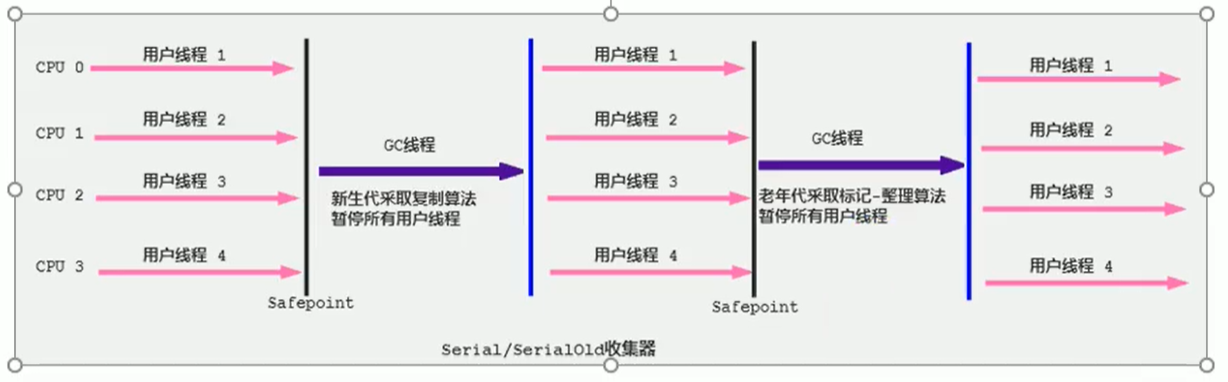 CPU 0
用户线程 1
用户线程 1
用户线程 1
CPU 1
用户线程 2
用户线程 2
用户线程 2
GC线程
GC线程
CPU 2
用户线程 3
用户线程 3
用户线程 3
新生代采取复制算法
暂停所有用户线程
老年代采取标记-整理算法
暂停所有用户线程
CPU 3
用户线程 4
用户线程 4
用户线程 4
Safepoint
Safepoint
Serial/SerialOld收集器